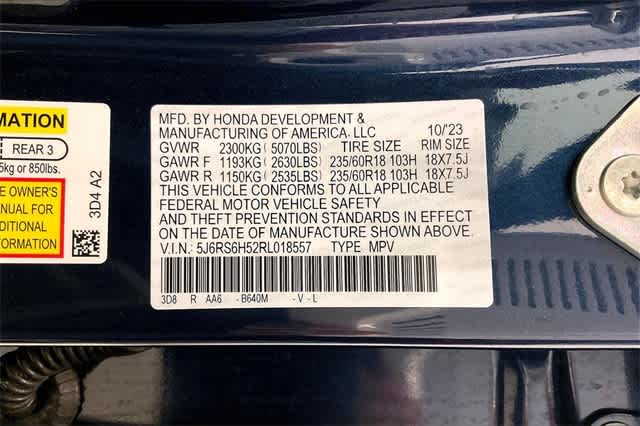 MATION
REAR 3
5kg or 850lbs.
E OWNER'S
ANUAL FOR
DDITIONAL
FORMATION
3D4 A2
MFD. BY HONDA DEVELOPMENT &
MANUFACTURING OF AMERICA, LLC 10/'23
GVWR 2300KG (5070LBS) TIRE SIZE RIM SIZE
GAWR F 1193KG (2630LBS) 235/60R18 103H 18X7.5J
GAWR R 1150KG (2535LBS) 235/60R18 103H 18X7.5J
THIS VEHICLE CONFORMS TO ALL APPLICABLE
FEDERAL MOTOR VEHICLE SAFETY
AND THEFT PREVENTION STANDARDS IN EFFECT
ON THE DATE OF MANUFACTURE SHOWN ABOVE.
V.I.N.: 5J6RS6H52RL018557 TYPE MPV
3D8 R AA6 - B640M - V - L